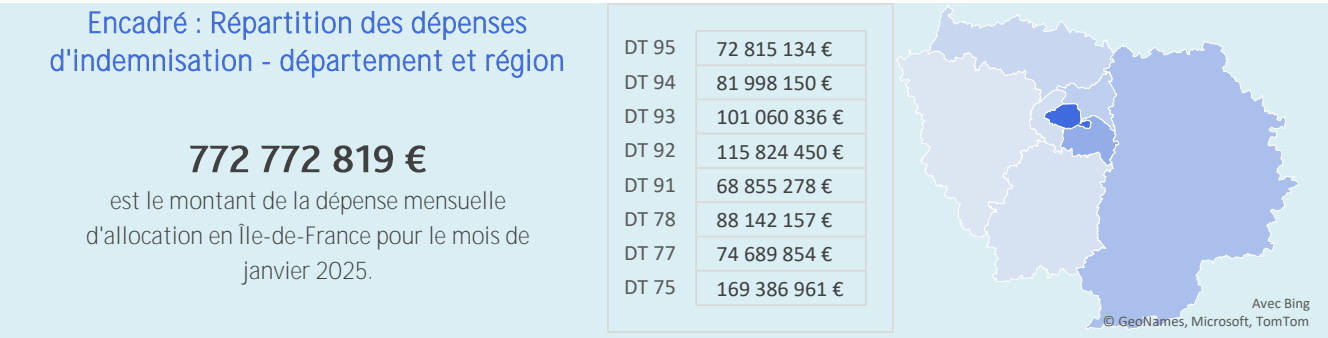 Encadré : Répartition des dépenses
d'indemnisation - département et région
772 772 819 €
est le montant de la dépense mensuelle
d'allocation en Île-de-France pour le mois de
janvier 2025.
DT 95 72 815 134 €
DT 94 81 998 150 €
DT 93 101 060 836 €
DT 92 115 824 450 €
DT 91 68 855 278 €
DT 78 88 142 157 €
DT 77 74 689 854 €
DT 75 169 386 961 €
Avec Bing
© GeoNames, Microsoft, TomTom